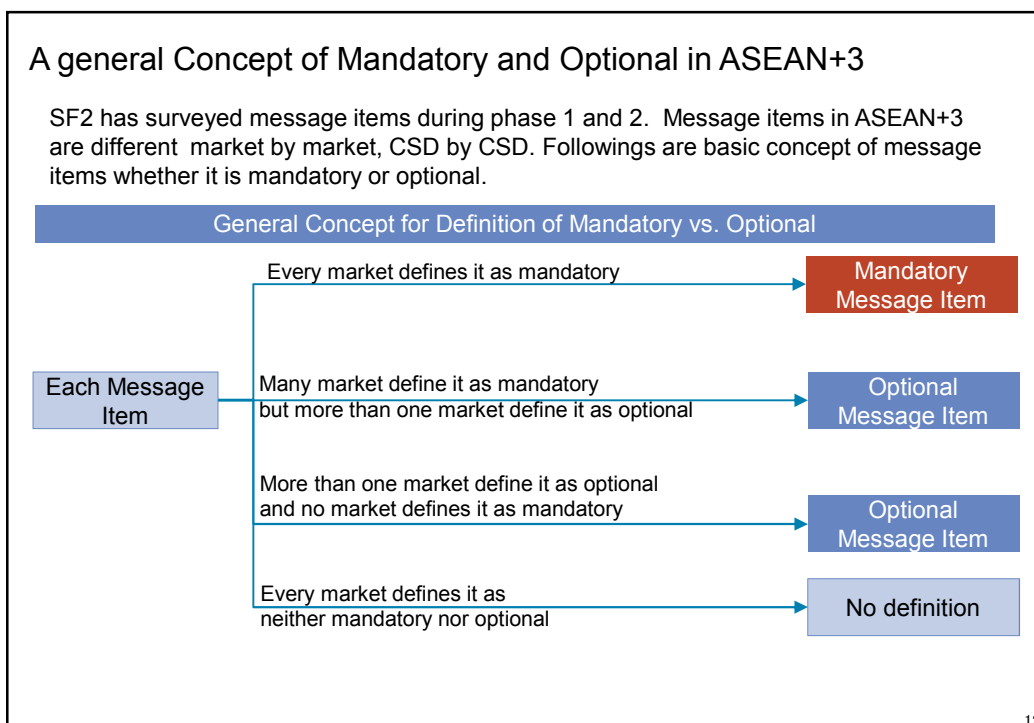 A general Concept of Mandatory and Optional in ASEAN+3
SF2 has surveyed message items during phase 1 and 2. Message items in ASEAN+3
are different market by market, CSD by CSD. Followings are basic concept of message
items whether it is mandatory or optional.
General Concept for Definition of Mandatory vs. Optional
Every market defines it as mandatory
Mandatory
Message Item
Each Message
Item
Many market define it as mandatory
but more than one market define it as optional
Optional
Message Item
More than one market define it as optional
and no market defines it as mandatory
Optional
Message Item
Every market defines it as
neither mandatory nor optional
No definition